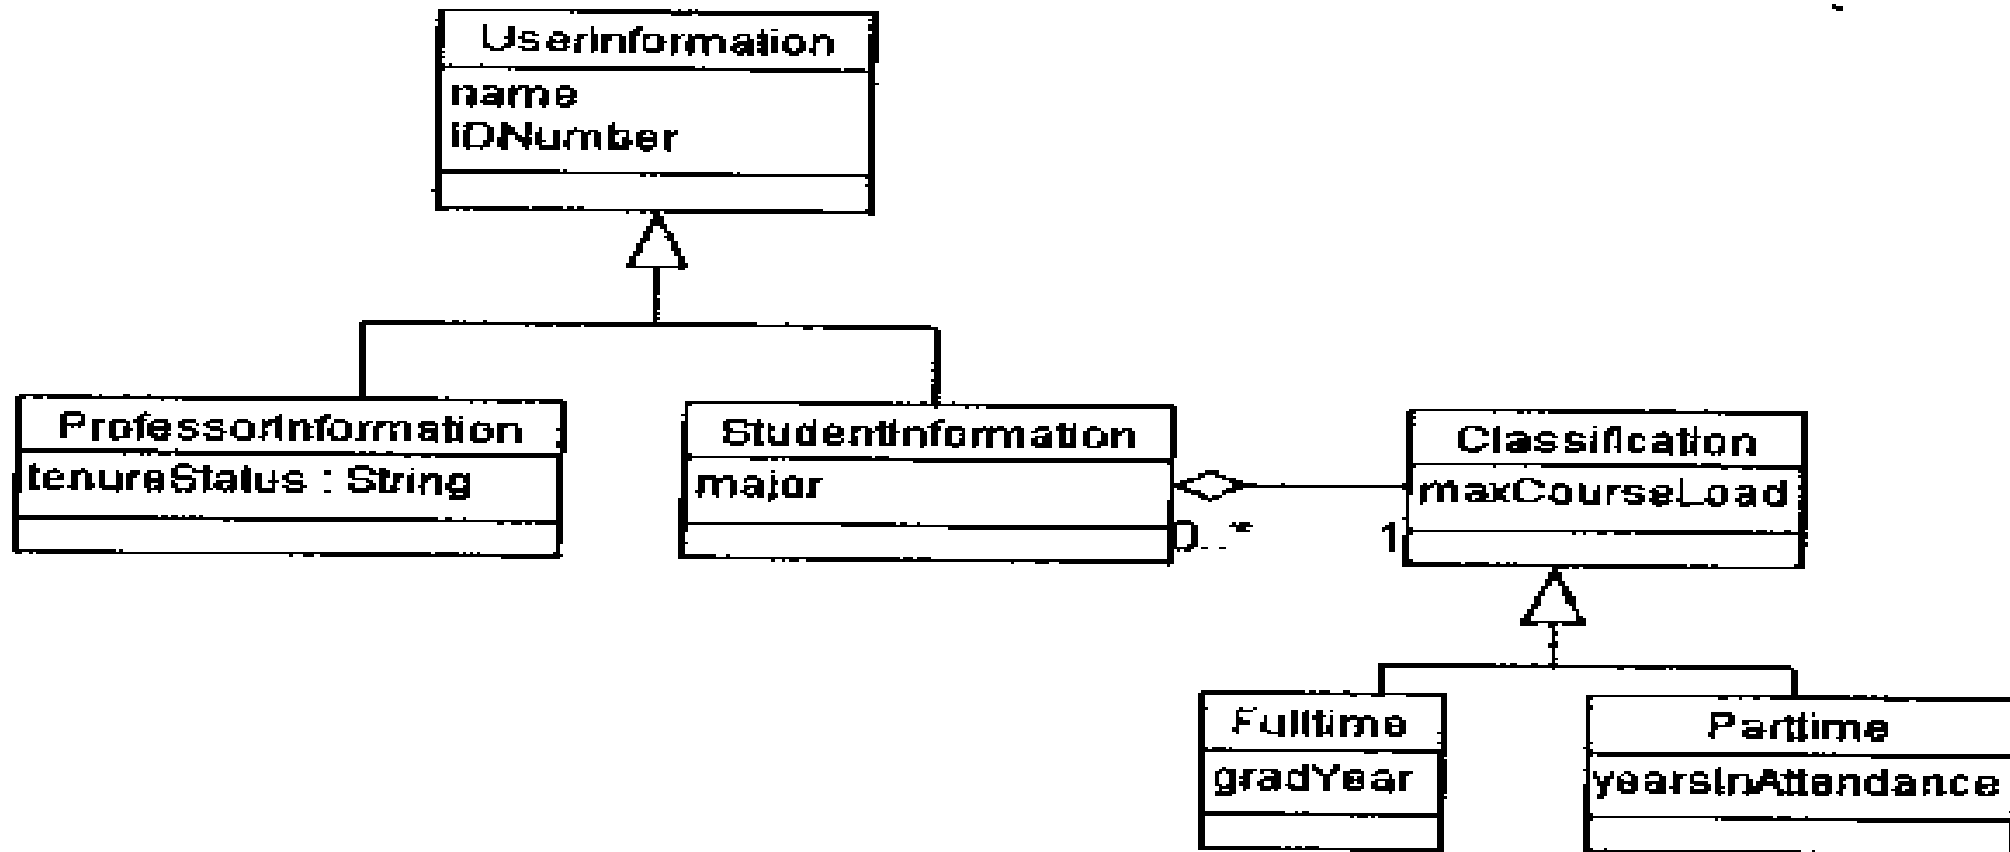 UserInformation
name
iDNumber
ProfessorInformation
tenureStatus : String
StudentInformation
major
0..*
1
Classification
maxCourseLoad
Fulltime
gradYear
Parttime
yearsInAttendance